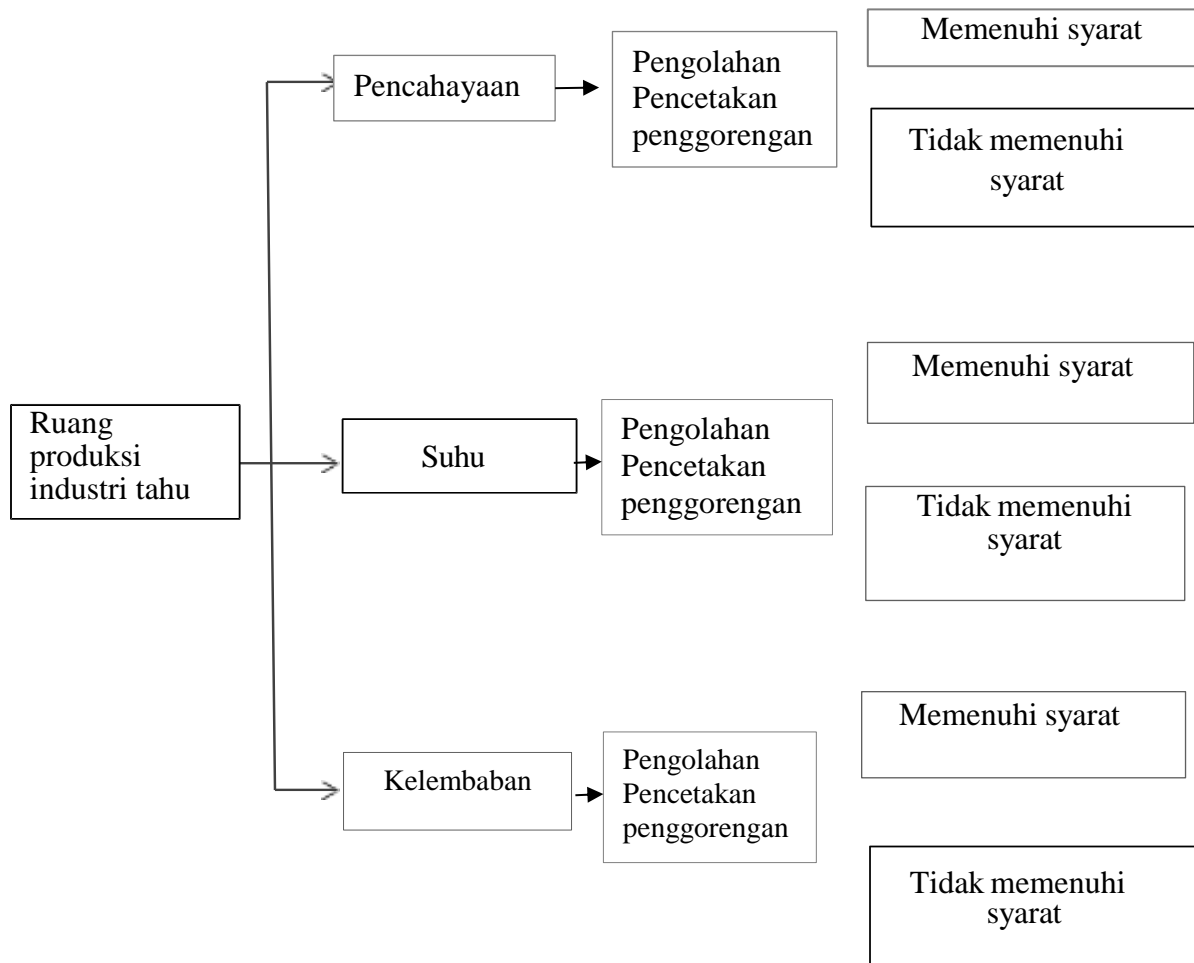 Memenuhi syarat
Pencahayaan
Pengolahan
Pencetakan
penggorengan
Tidak memenuhi
syarat
Memenuhi syarat
Ruang
produksi
industri tahu
Suhu
Pengolahan
Pencetakan
penggorengan
Tidak memenuhi
syarat
Memenuhi syarat
Kelembaban
Pengolahan
Pencetakan
penggorengan
Tidak memenuhi
syarat